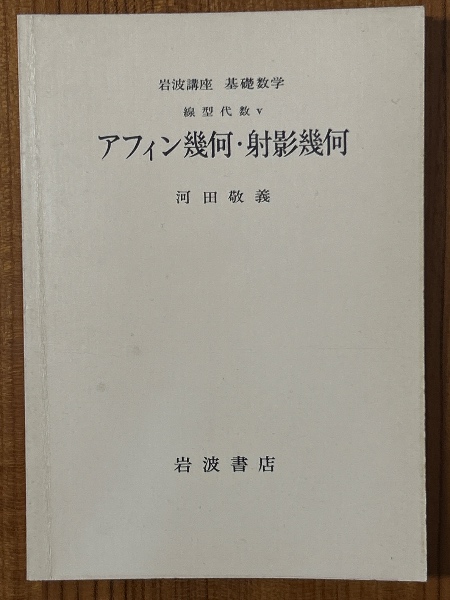 岩波講座 基礎数学
線型代数 v
アフィン幾何・射影幾何
河田敬義
岩波書店